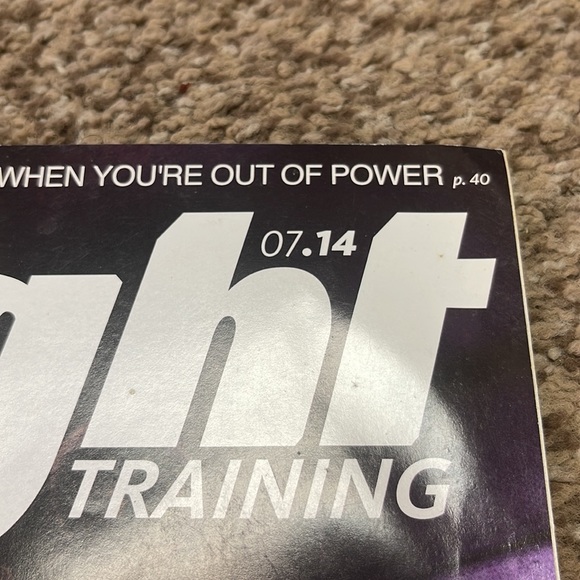 WHEN YOU'RE OUT OF POWER p. 40
07.14
ght
TRAINING